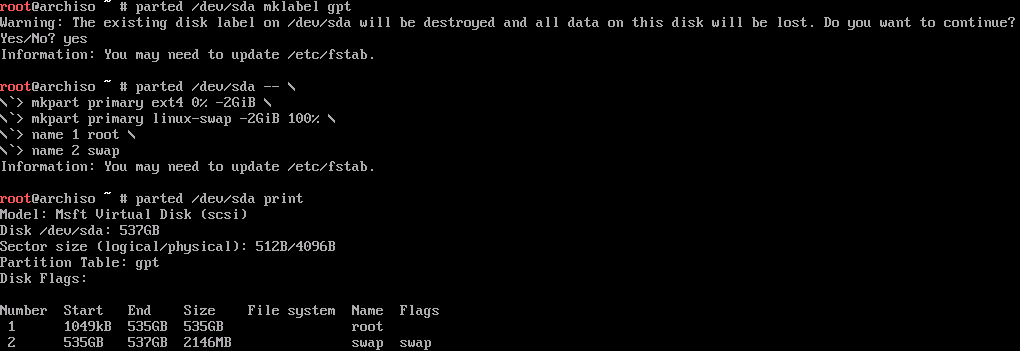 root@archiso ~ # parted /dev/sda mklabel gpt
Warning: The existing disk label on /dev/sda will be destroyed and all data on this disk will be lost. Do you want to continue?
Yes/No? yes
Information: You may need to update /etc/fstab.

root@archiso ~ # parted /dev/sda -- \
\`> mkpart primary ext4 0% -2GiB \
\`> mkpart primary linux-swap -2GiB 100% \
\`> name 1 root \
\`> name 2 swap
Information: You may need to update /etc/fstab.

root@archiso ~ # parted /dev/sda print
Model: Msft Virtual Disk (scsi)
Disk /dev/sda: 537GB
Sector size (logical/physical): 512B/4096B
Partition Table: gpt
Disk Flags:

Number  Start   End    Size    File system  Name  Flags
 1      1049kB  535GB  535GB                root
 2      535GB   537GB  2146MB               swap  swap